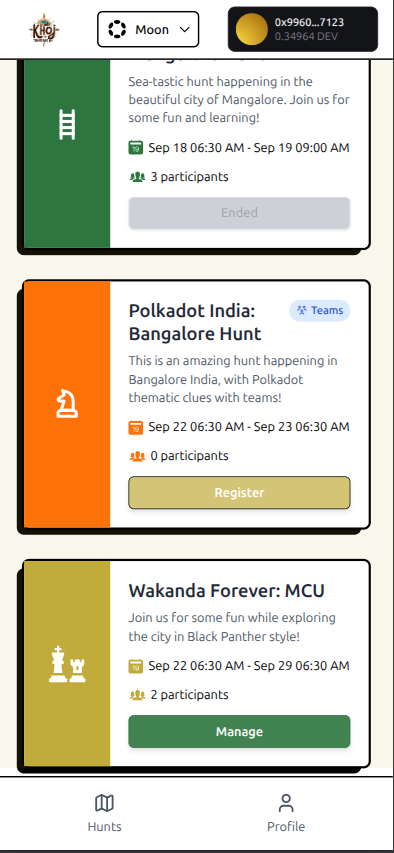 KHOJ
Moon
0x9960...7123
0.34964 DEV
Sea-tastic hunt happening in the
beautiful city of Mangalore. Join us for
some fun and learning!
Sep 18 06:30 AM - Sep 19 09:00 AM
3 participants
Ended
Polkadot India:
Bangalore Hunt
Teams
This is an amazing hunt happening in
Bangalore India, with Polkadot
thematic clues with teams!
19
Sep 22 06:30 AM - Sep 23 06:30 AM
0 participants
Register
Wakanda Forever: MCU
Join us for some fun while exploring
the city in Black Panther style!
19
Sep 22 06:30 AM - Sep 29 06:30 AM
2 participants
Manage
Hunts
Profile